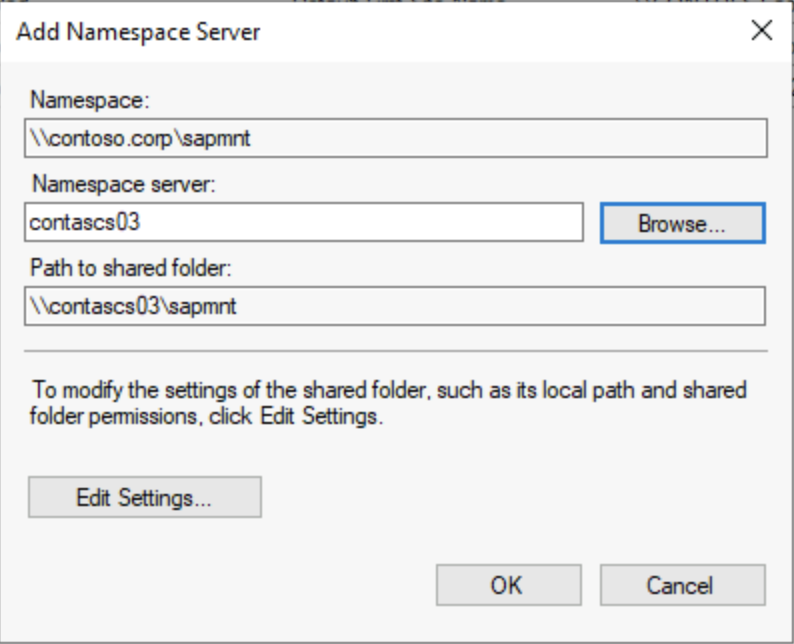 Add Namespace Server
Namespace:
\\contoso.corp\sapmnt
Namespace server:
contascs03
Browse...
Path to shared folder:
\\contascs03\sapmnt
To modify the settings of the shared folder, such as its local path and shared
folder permissions, click Edit Settings.
Edit Settings...
OK
Cancel